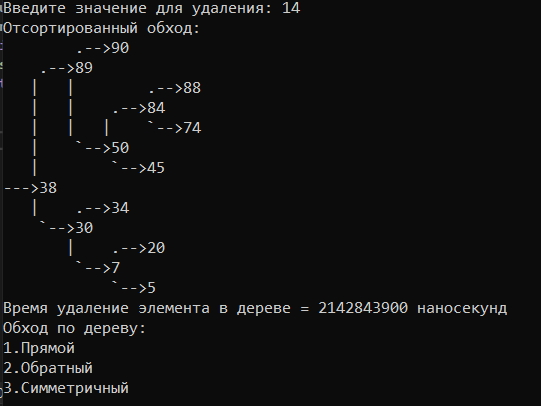 Введите значение для удаления: 14
Отсортированный обход:
        .-->90
    .-->89
   |   |        .-->88
   |   |    .-->84
   |   |   |    `-->74
   |    `-->50
   |        `-->45
--->38
   |    .-->34
    `-->30
       |    .-->20
        `-->7
            `-->5
Время удаление элемента в дереве = 2142843900 наносекунд
Обход по дереву:
1.Прямой
2.Обратный
3.Симметричный